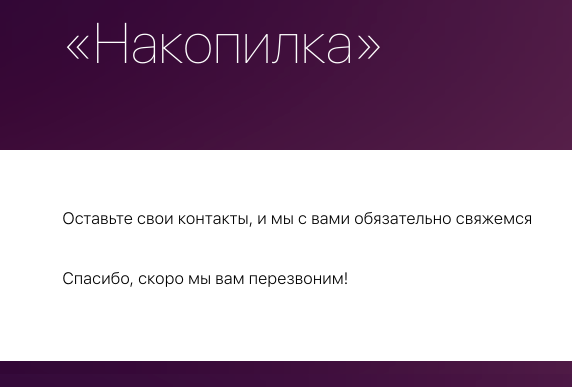 «Накопилка»
Оставьте свои контакты, и мы с вами обязательно свяжемся
Спасибо, скоро мы вам перезвоним!